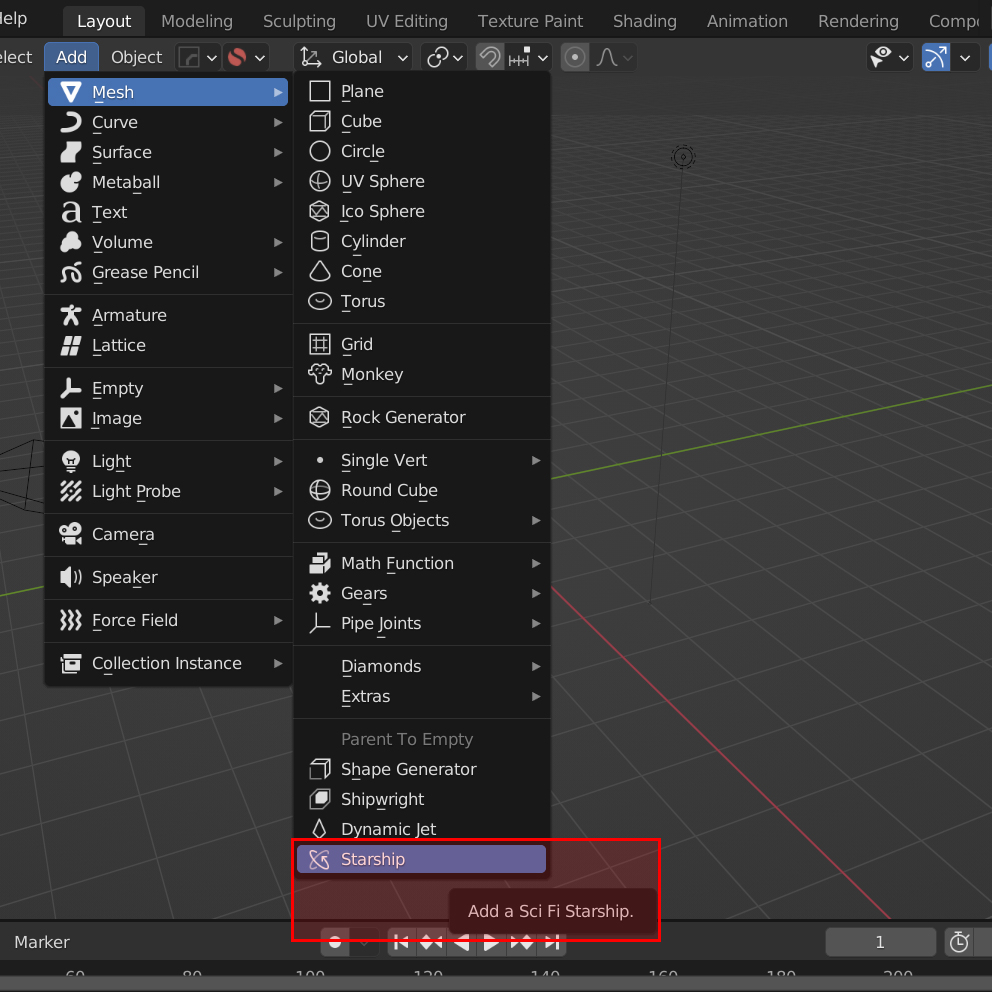 elp Layout Modeling Sculpting UV Editing Texture Paint Shading Animation Rendering Comp
elect Add Object Global
Mesh
Curve
Surface
Metaball
Text
Volume
Grease Pencil
Armature
Lattice
Empty
Image
Light
Light Probe
Camera
Speaker
Force Field
Collection Instance
Plane
Cube
Circle
UV Sphere
Ico Sphere
Cylinder
Cone
Torus
Grid
Monkey
Rock Generator
Single Vert
Round Cube
Torus Objects
Math Function
Gears
Pipe Joints
Diamonds
Extras
Parent To Empty
Shape Generator
Shipwright
Dynamic Jet
Starship
Add a Sci Fi Starship.
Marker 1
60 80 100 120 140 160 180 200